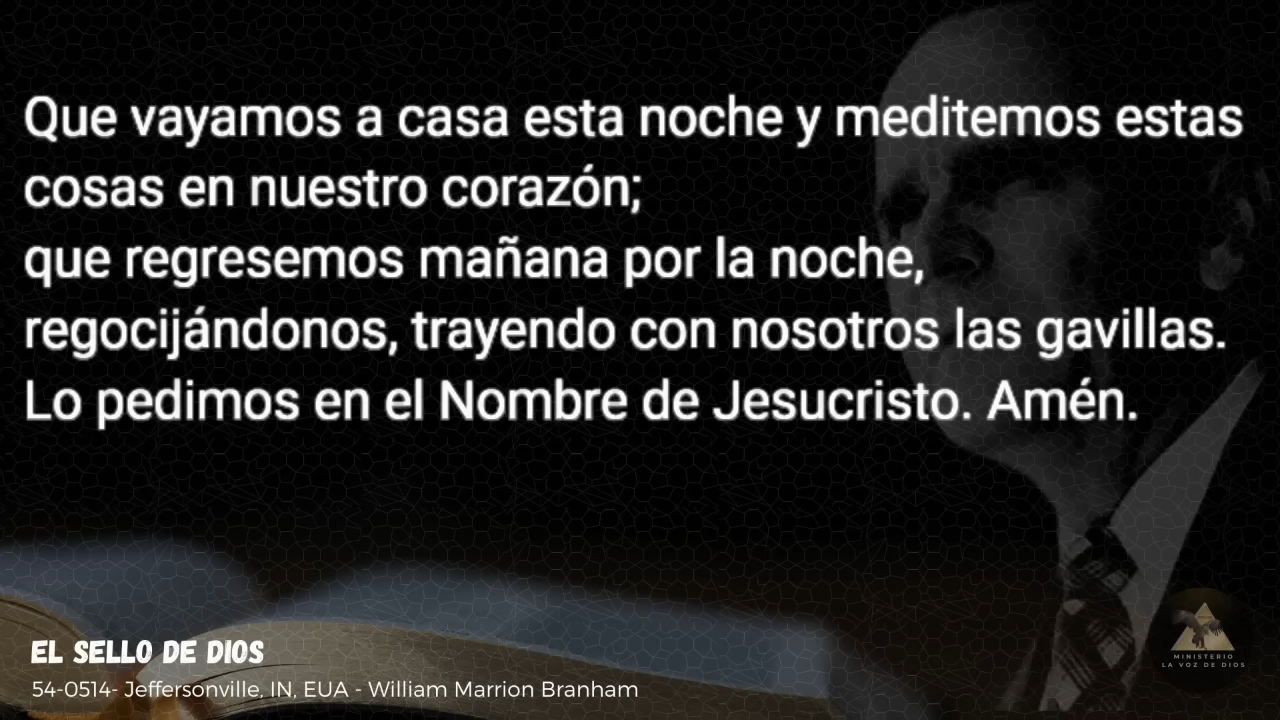 Que vayamos a casa esta noche y meditemos estas
cosas en nuestro corazón;
que regresemos mañana por la noche,
regocijándonos, trayendo con nosotros las gavillas.
Lo pedimos en el Nombre de Jesucristo. Amén.
EL SELLO DE DIOS
54-0514- Jeffersonville, IN, EUA - William Marrion Branham
MINISTERIO
LA VOZ DE DIOS